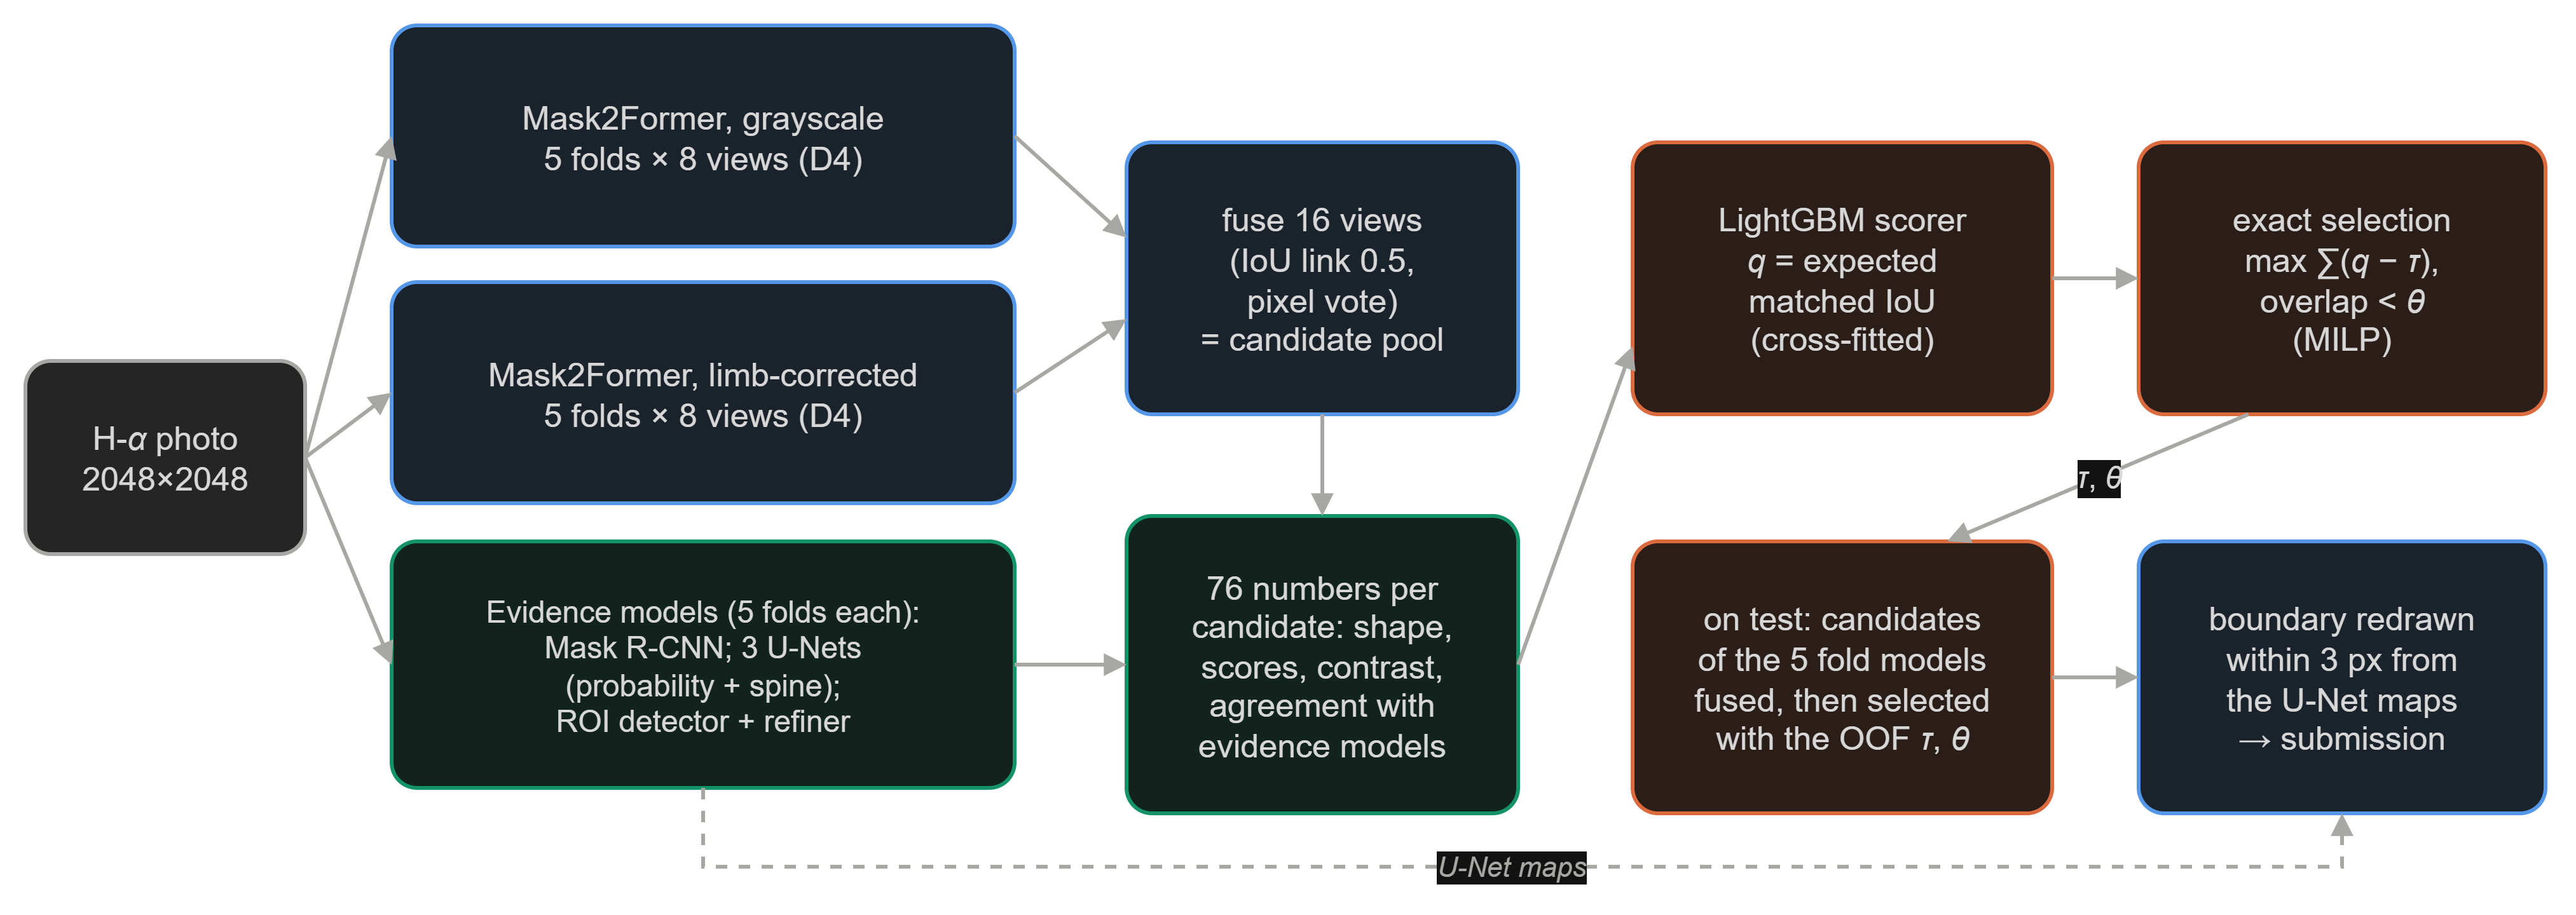 H-α photo
2048×2048
Mask2Former, grayscale
5 folds × 8 views (D4)
Mask2Former, limb-corrected
5 folds × 8 views (D4)
Evidence models (5 folds each):
Mask R-CNN; 3 U-Nets
(probability + spine);
ROI detector + refiner
fuse 16 views
(IoU link 0.5,
pixel vote)
= candidate pool
76 numbers per
candidate: shape,
scores, contrast,
agreement with
evidence models
LightGBM scorer
q = expected
matched IoU
(cross-fitted)
exact selection
max ∑(q − τ),
overlap < θ
(MILP)
τ, θ
on test: candidates
of the 5 fold models
fused, then selected
with the OOF τ, θ
boundary redrawn
within 3 px from
the U-Net maps
→ submission
U-Net maps